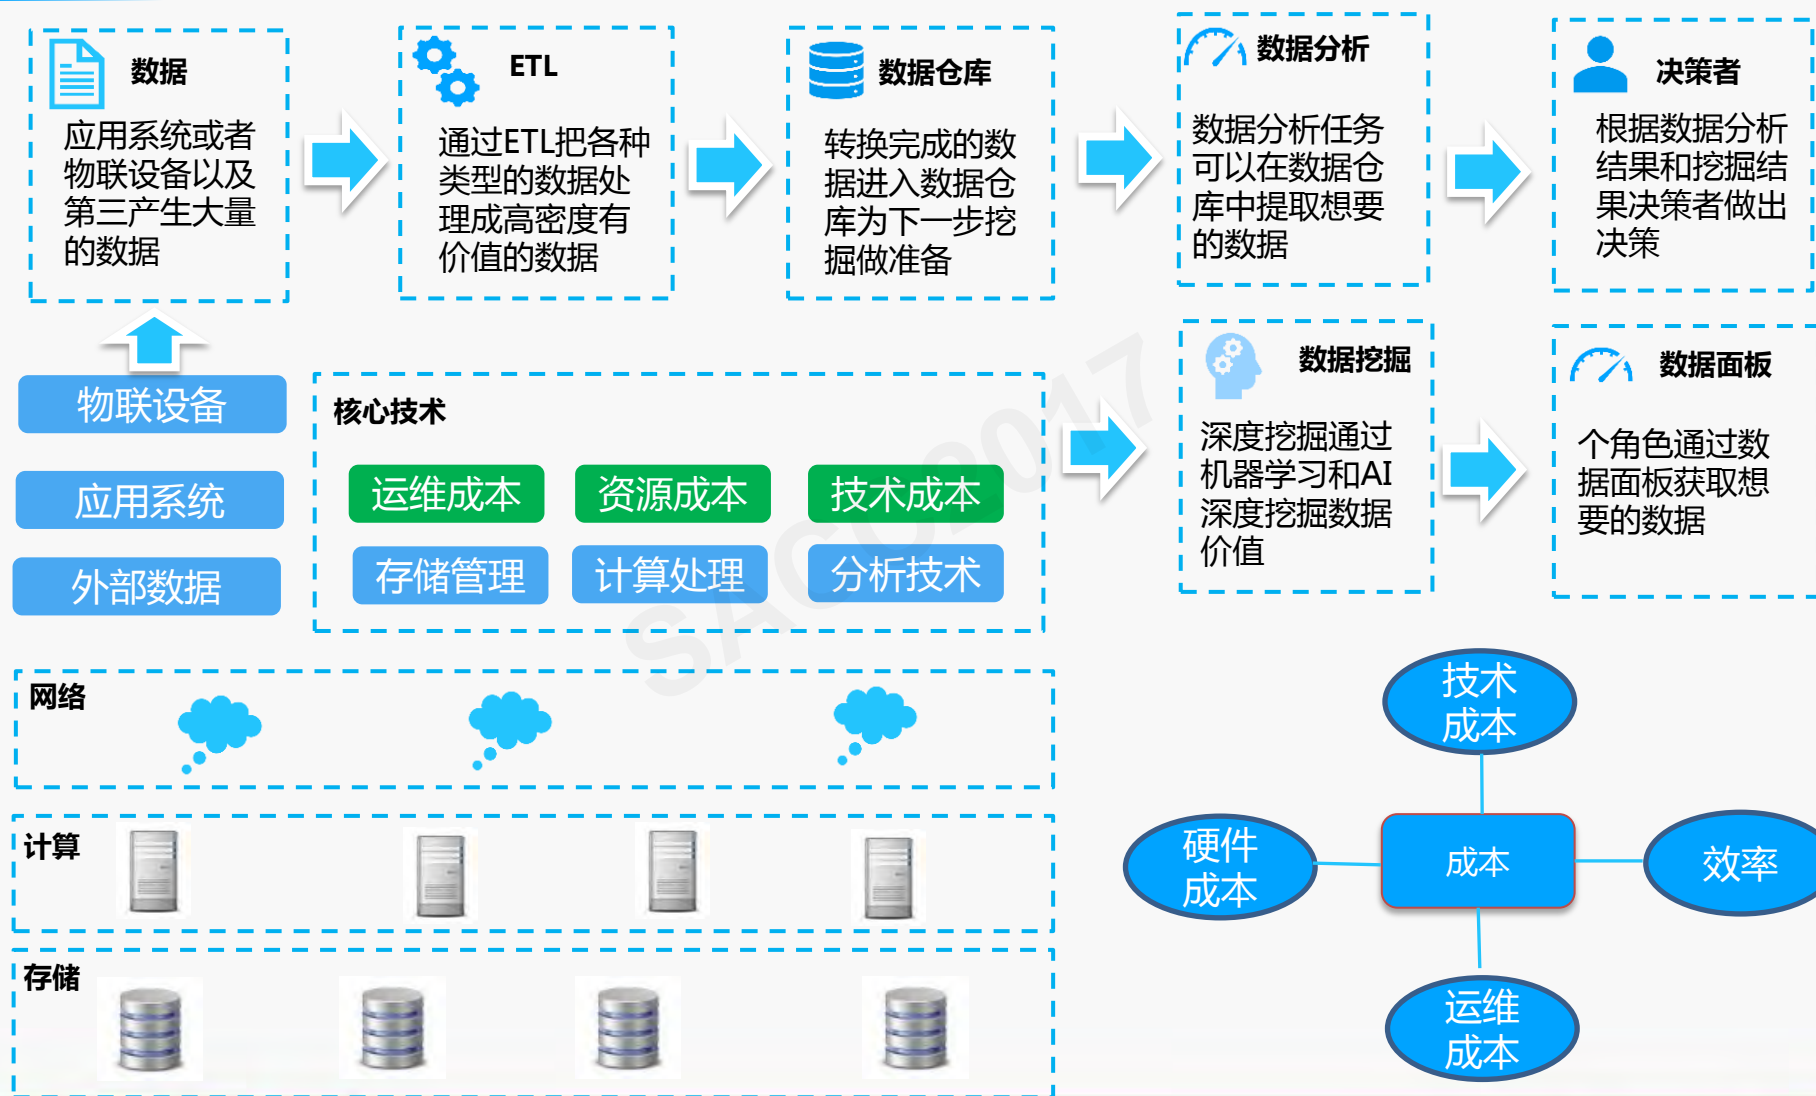 数据
应用系统或者
物联设备以及
第三产生大量
的数据
ETL
通过ETL把各种
类型的数据处
理成高密度有
价值的数据
数据仓库
转换完成的数
据进入数据仓
库为下一步挖
掘做准备
数据分析
数据分析任务
可以在数据仓
库中提取想要
的数据
决策者
根据数据分析
结果和挖掘结
果决策者做出
决策
物联设备
应用系统
外部数据
核心技术
运维成本
资源成本
技术成本
存储管理
计算处理
分析技术
数据挖掘
深度挖掘通过
机器学习和AI
深度挖掘数据
价值
数据面板
个角色通过数
据面板获取想
要的数据
网络
计算
存储
技术
成本
硬件
成本
成本
效率
运维
成本
SACC2017